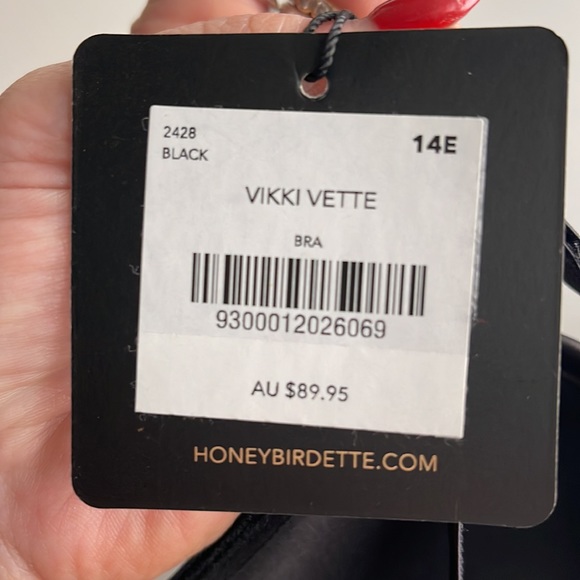 2428
BLACK
14E
VIKKI VETTE
BRA
9300012026069
AU $89.95
HONEYBIRDETTE.COM